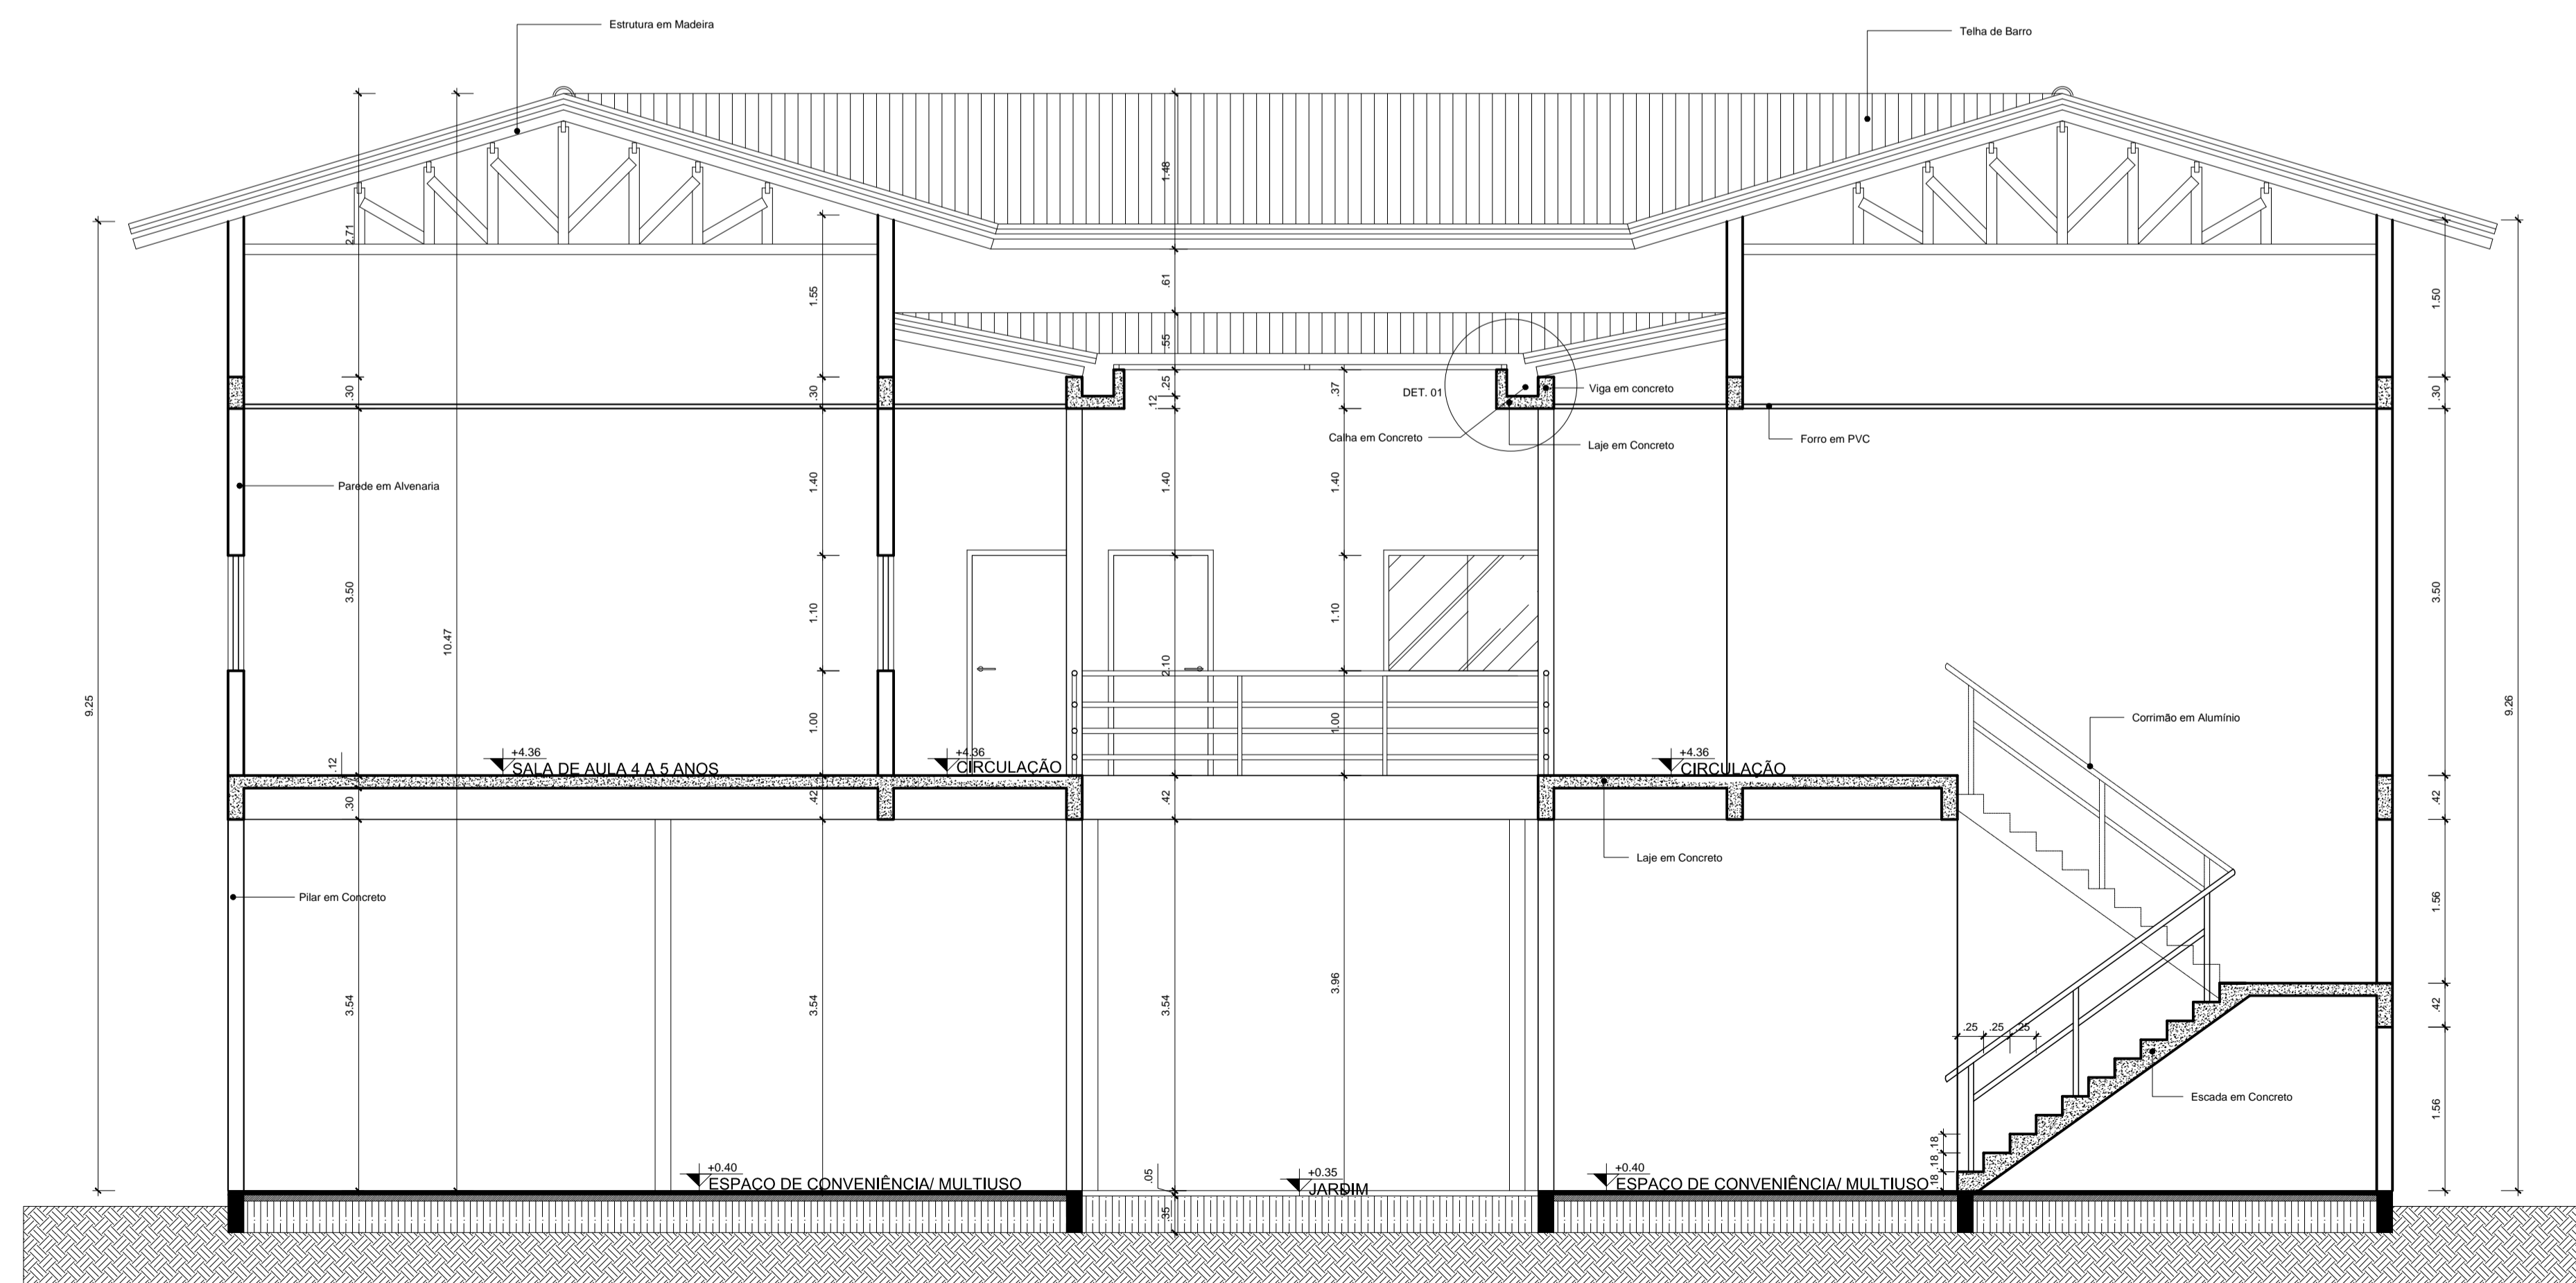 Estrutura em Madeira
Telha de Barro
1.48
2.71
.61
1.55
1.50
.55
.30
.30
.25
.12
.37
DET. 01
Viga em concreto
.30
Calha em Concreto
Laje em Concreto
Forro em PVC
Parede em Alvenaria
1.40
1.40
1.40
3.50
1.10
1.10
3.50
10.47
2.10
9.25
1.00
1.00
9.26
Corrimão em Alumínio
.12
+4.36
SALA DE AULA 4 A 5 ANOS
+4.36
CIRCULAÇÃO
+4.36
CIRCULAÇÃO
.30
.42
.42
.42
Laje em Concreto
Pilar em Concreto
1.56
3.54
3.54
3.54
3.96
.42
.25
.25
.25
Escada em Concreto
1.56
.18
.18
.18
+0.40
ESPACO DE CONVENIÊNCIA/ MULTIUSO
.05
+0.35
JARDIM
+0.40
ESPACO DE CONVENIÊNCIA/ MULTIUSO
.35